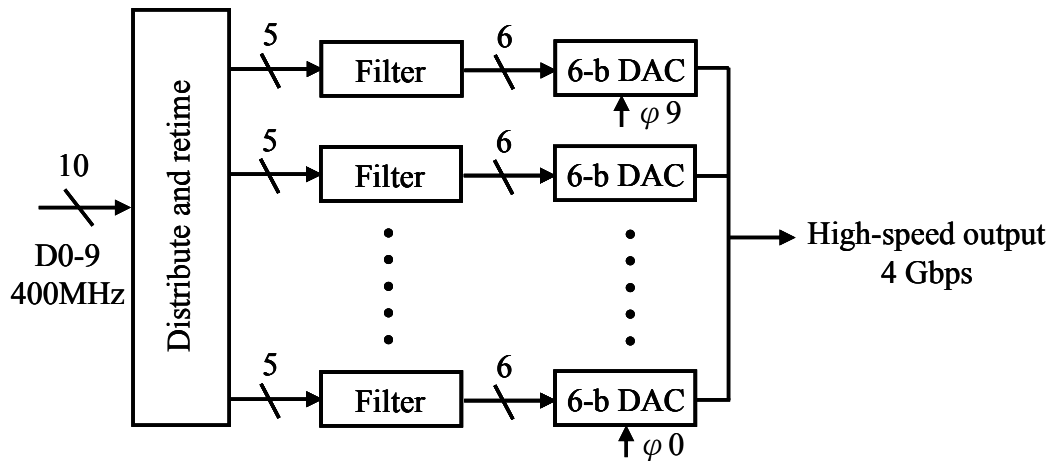 10
D0-9
400MHz
Distribute and retime
5
Filter
6
6-b DAC
φ 9
5
Filter
6
6-b DAC
5
Filter
6
6-b DAC
φ 0
High-speed output
4 Gbps